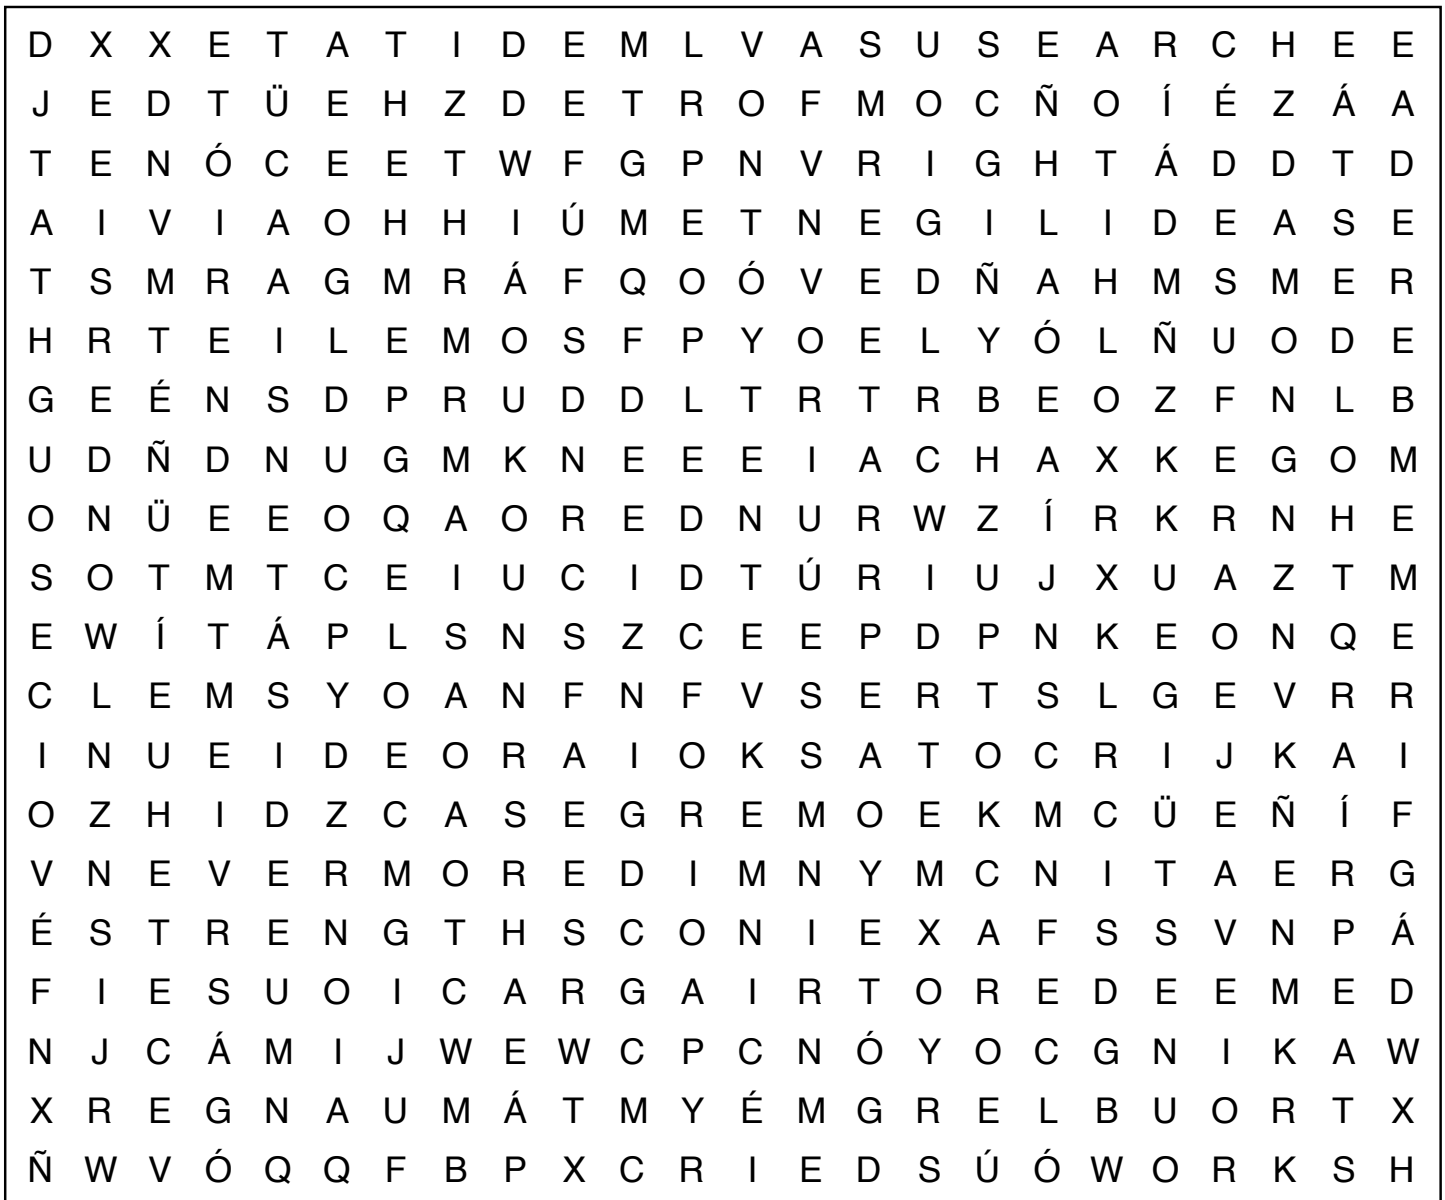 D X X E T A T I D E M L V A S U S E A R C H E E
J E D T Ü E H Z D E T R O F M O C Ñ O Í É Z Á A
T E N Ó C E E T W F G P N V R I G H T Á D D T D
A I V I A O H H I Ú M E T N E G I L I D E A S E
T S M R A G M R Á F Q O Ó V E D Ñ A H M S M E R
H R T E I L E M O S F P Y O E L Y Ó L Ñ U O D E
G E É N S D P R U D D L T R T R B E O Z F N L B
U D Ñ D N U G M K N E E E I A C H A X K E G O M
O N Ü E E O Q A O R E D N U R W Z Í R K R N H E
S O T M T C E I U C I D T Ú R I U J X U A Z T M
E W Í T Á P L S N S Z C E E P D P N K E O N Q E
C L E M S Y O A N F N F V S E R T S L G E V R R
I N U E I D E O R A I O K S A T O C R I J K A I
O Z H I D Z C A S E G R E M O E K M C Ü E Ñ Í F
V N E V E R M O R E D I M N Y M C N I T A E R G
É S T R E N G T H S C O N I E X A F S S V N P Á
F I E S U O I C A R G A I R T O R E D E E M E D
N J C Á M I J W E W C P C N Ó Y O C G N I K A W
X R E G N A U M Á T M Y É M G R E L B U O R T X
Ñ W V Ó Q Q F B P X C R I E D S Ú Ó W O R K S H